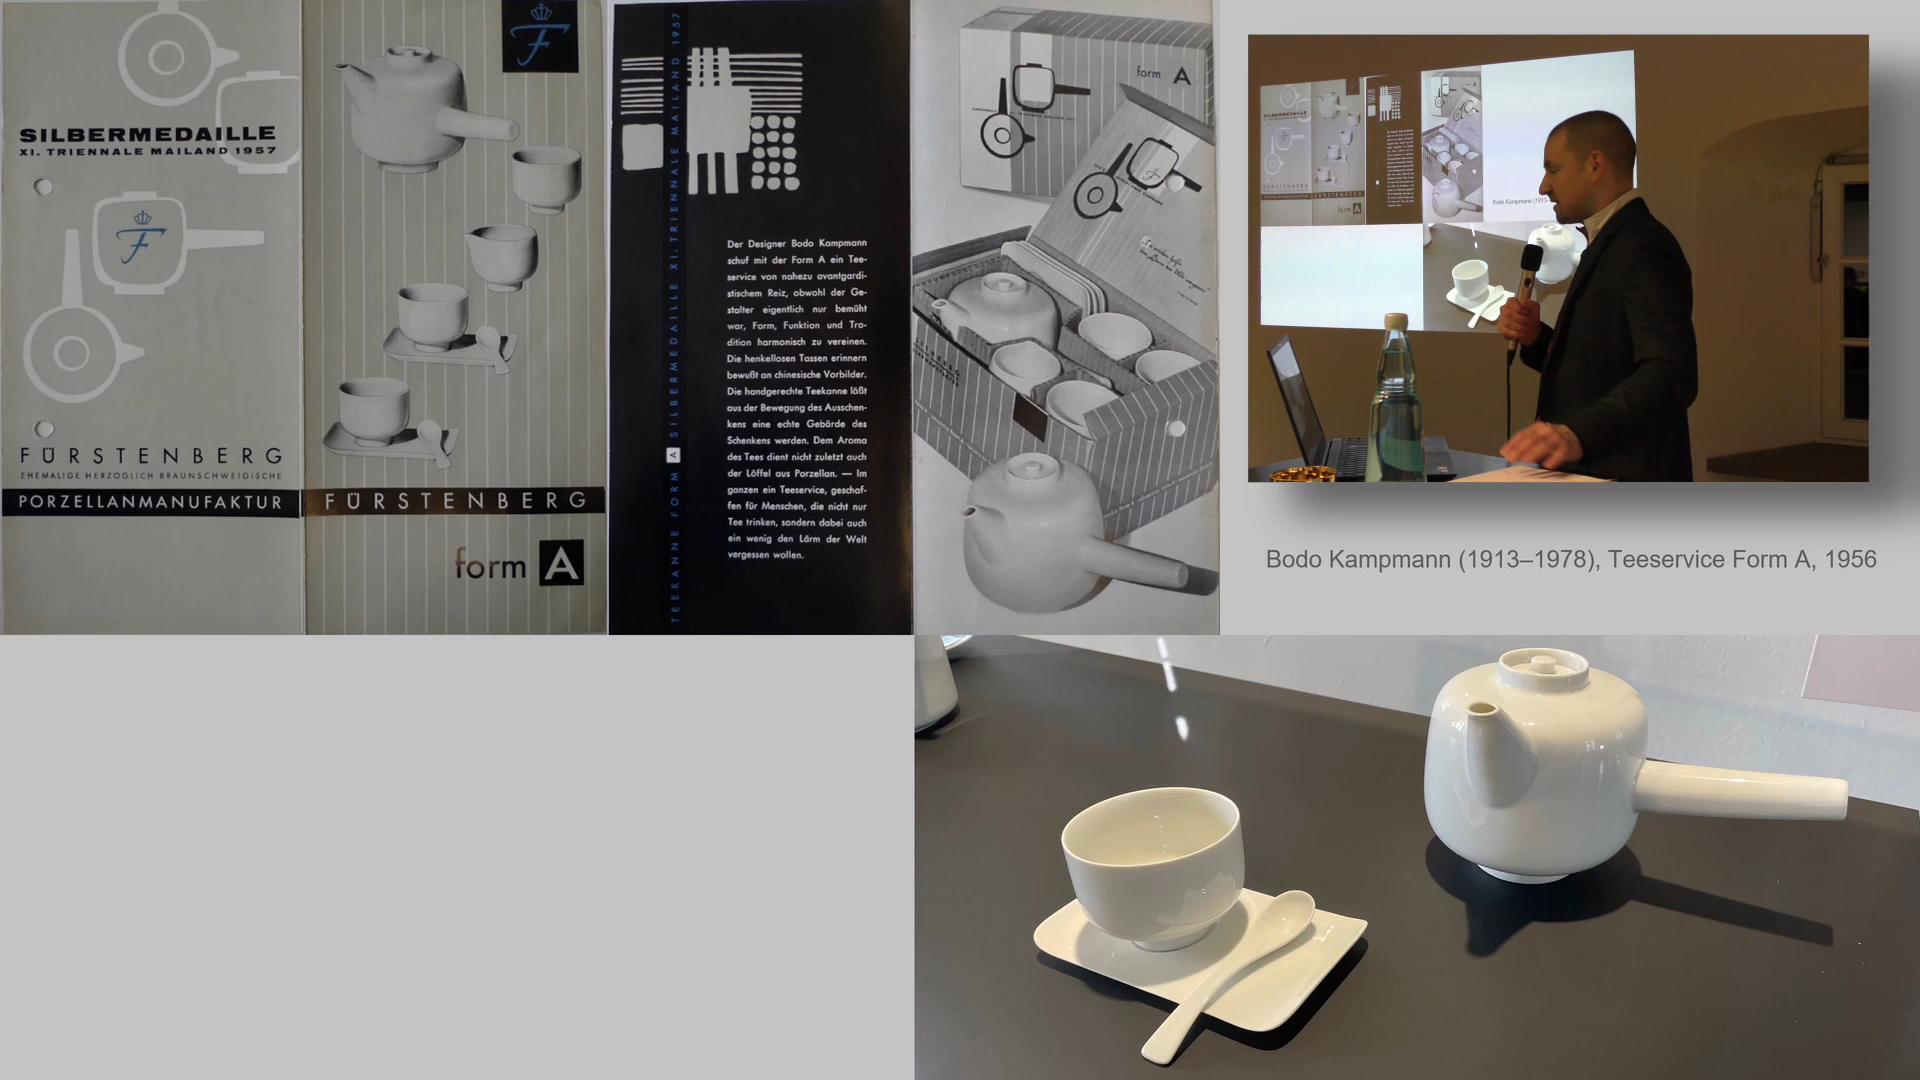 SILBERMEDAILLE
XI. TRIENNALE MAILAND 1957
F
FÜRSTENBERG
EHEMALIGE HERZOGLICH BRAUNSCHWEIGISCHE
PORZELLANMANUFAKTUR
F
FÜRSTENBERG
form A
TEEKANNE FORM A SILBERMEDAILLE XI. TRIENNALE MAILAND 1957
Der Designer Bodo Kampmann
schuf mit der Form A ein Tee-
service von nahezu avantgardi-
stischem Reiz, obwohl der Ge-
stalter eigentlich nur bemüht
war, Form, Funktion und Tra-
dition harmonisch zu vereinen.
Die henkellosen Tassen erinnern
bewußt an chinesische Vorbilder.
Die handgerechte Teekanne läßt
aus der Bewegung des Ausschen-
kens eine echte Gebärde des
Schenkens werden. Dem Aroma
des Tees dient nicht zuletzt auch
der Löffel aus Porzellan. — Im
ganzen ein Teeservice, geschaf-
fen für Menschen, die nicht nur
Tee trinken, sondern dabei auch
ein wenig den Lärm der Welt
vergessen wollen.
form A
F
SILBERMEDAILLE
FÜRSTENBERG
form A
Bodo Kampmann (1913–
Bodo Kampmann (1913–1978), Teeservice Form A, 1956